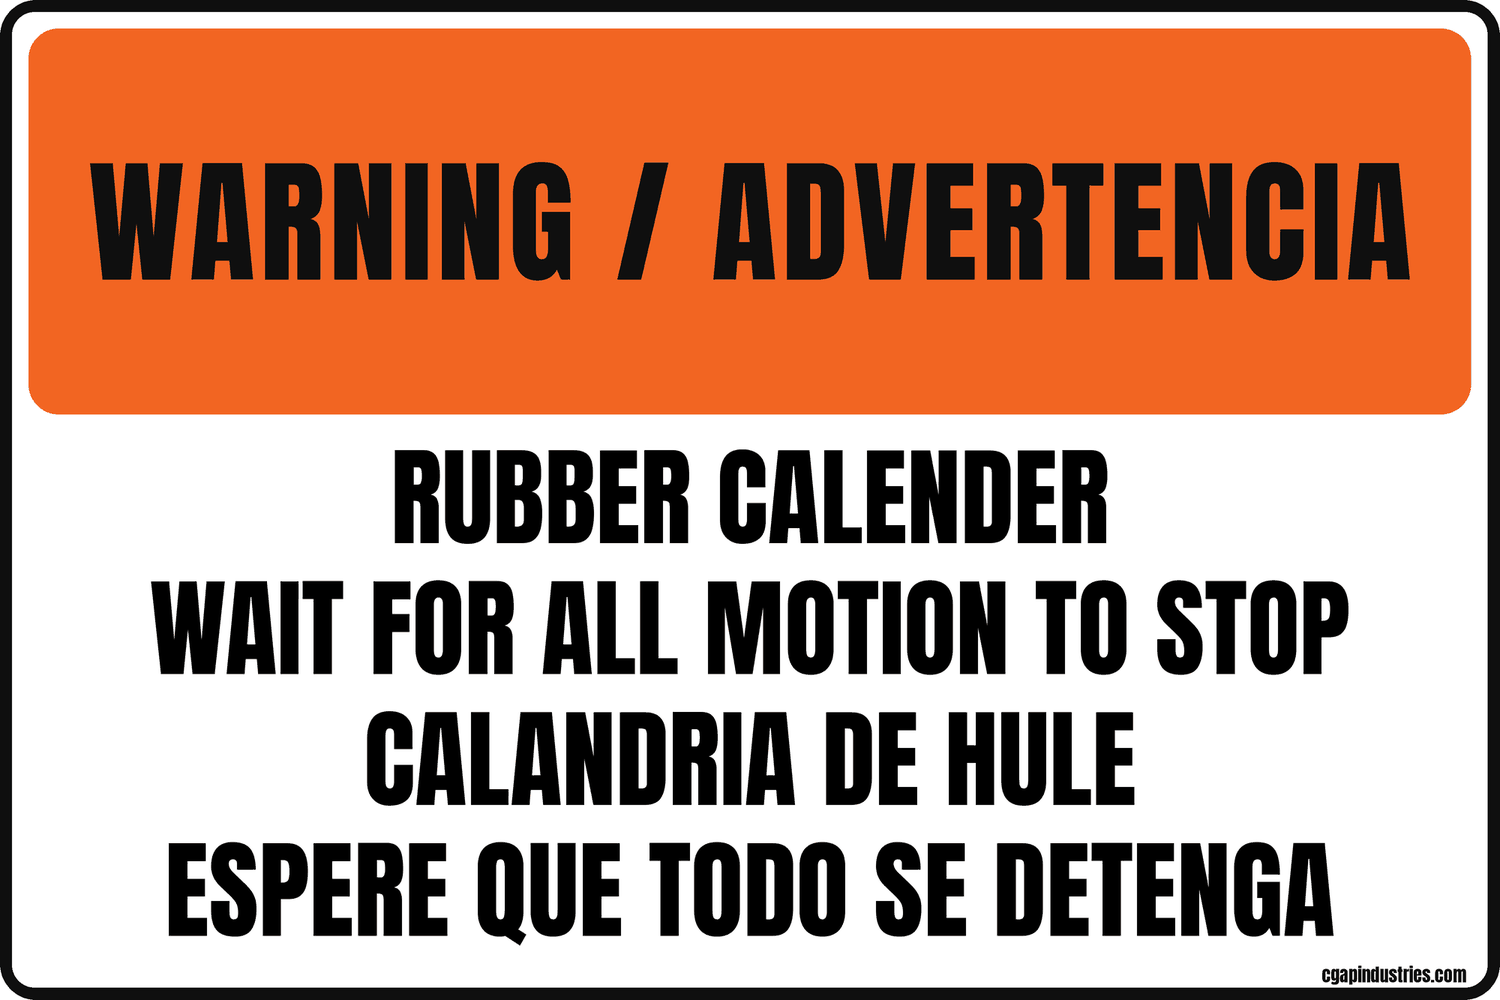 WARNING / ADVERTENCIA
RUBBER CALENDER
WAIT FOR ALL MOTION TO STOP
CALANDRIA DE HULE
ESPERE QUE TODO SE DETENGA
cgapindustries.com